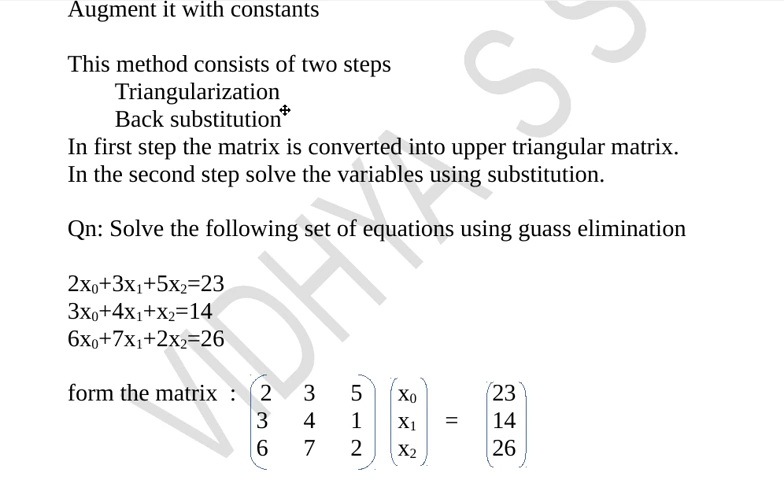 Augment it with constants
This method consists of two steps
Triangularization
Back substitution
In first step the matrix is converted into upper triangular matrix.
In the second step solve the variables using substitution.
Qn: Solve the following set of equations using guass elimination
2x₀+3x₁+5x₂=23
3x₀+4x₁+x₂=14
6x₀+7x₁+2x₂=26
form the matrix : 2 3 5 x₀ 23
3 4 1 x₁ = 14
6 7 2 x₂ 26
VIDHYA S S